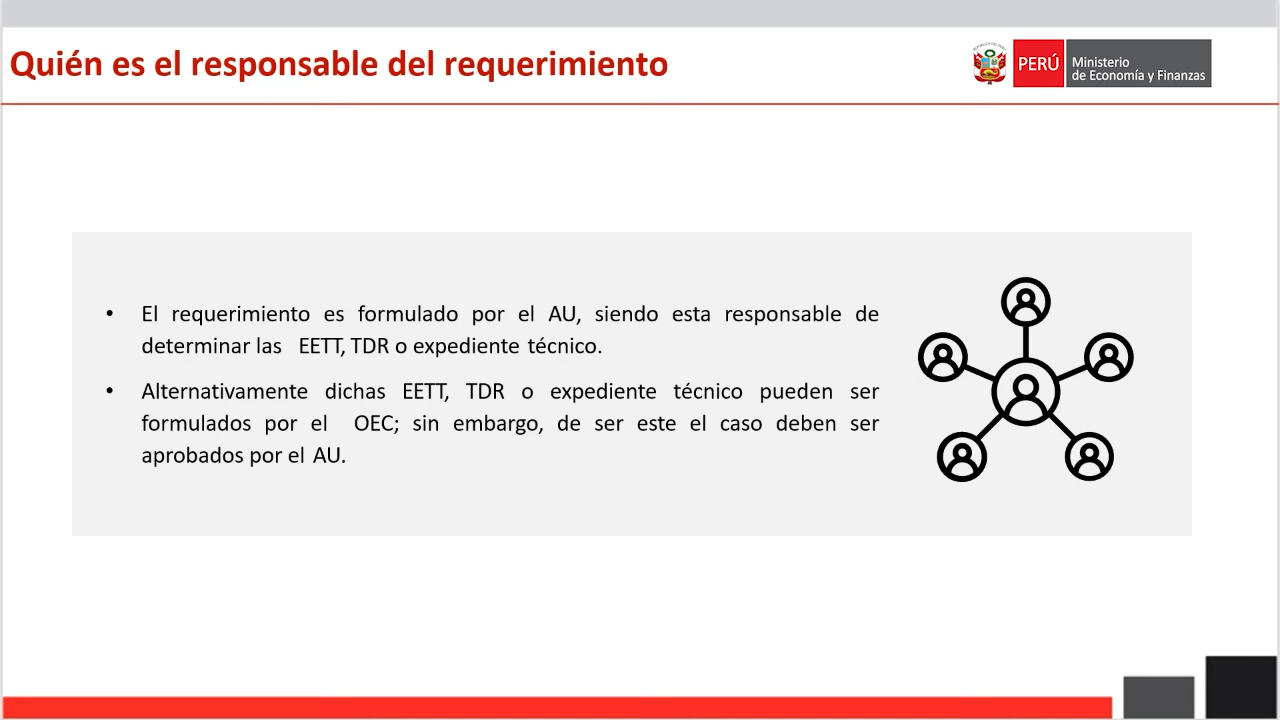 Quién es el responsable del requerimiento
PERÚ
Ministerio
de Economía y Finanzas
• El requerimiento es formulado por el AU, siendo esta responsable de
determinar las EETT, TDR o expediente técnico.
• Alternativamente dichas EETT, TDR o expediente técnico pueden ser
formulados por el OEC; sin embargo, de ser este el caso deben ser
aprobados por el AU.